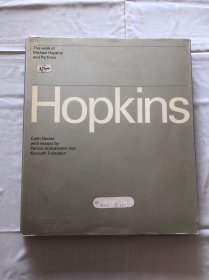 The work of
Michael Hopkins
and Partners
Hopkins
Colin Davies
with essays by
Patrick Hodgkinson and
Kenneth Frampton